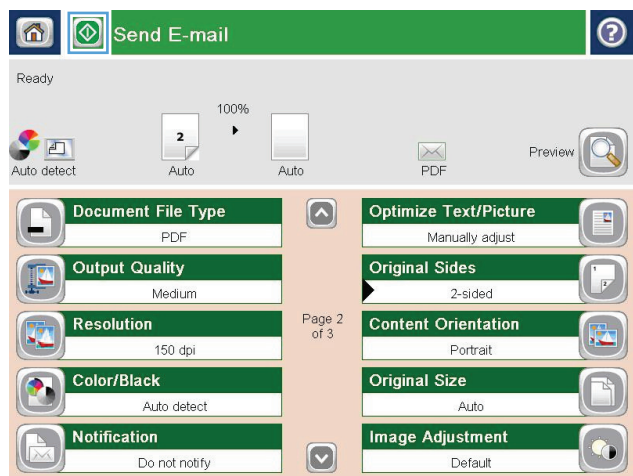 Send E-mail
?
Ready
100%
2
Auto detect
Auto
Auto
PDF
Preview
Document File Type
PDF
Output Quality
Medium
Resolution
150 dpi
Color/Black
Auto detect
Notification
Do not notify
Page 2
of 3
Optimize Text/Picture
Manually adjust
Original Sides
2-sided
1
2
Content Orientation
Portrait
Original Size
Auto
Image Adjustment
Default